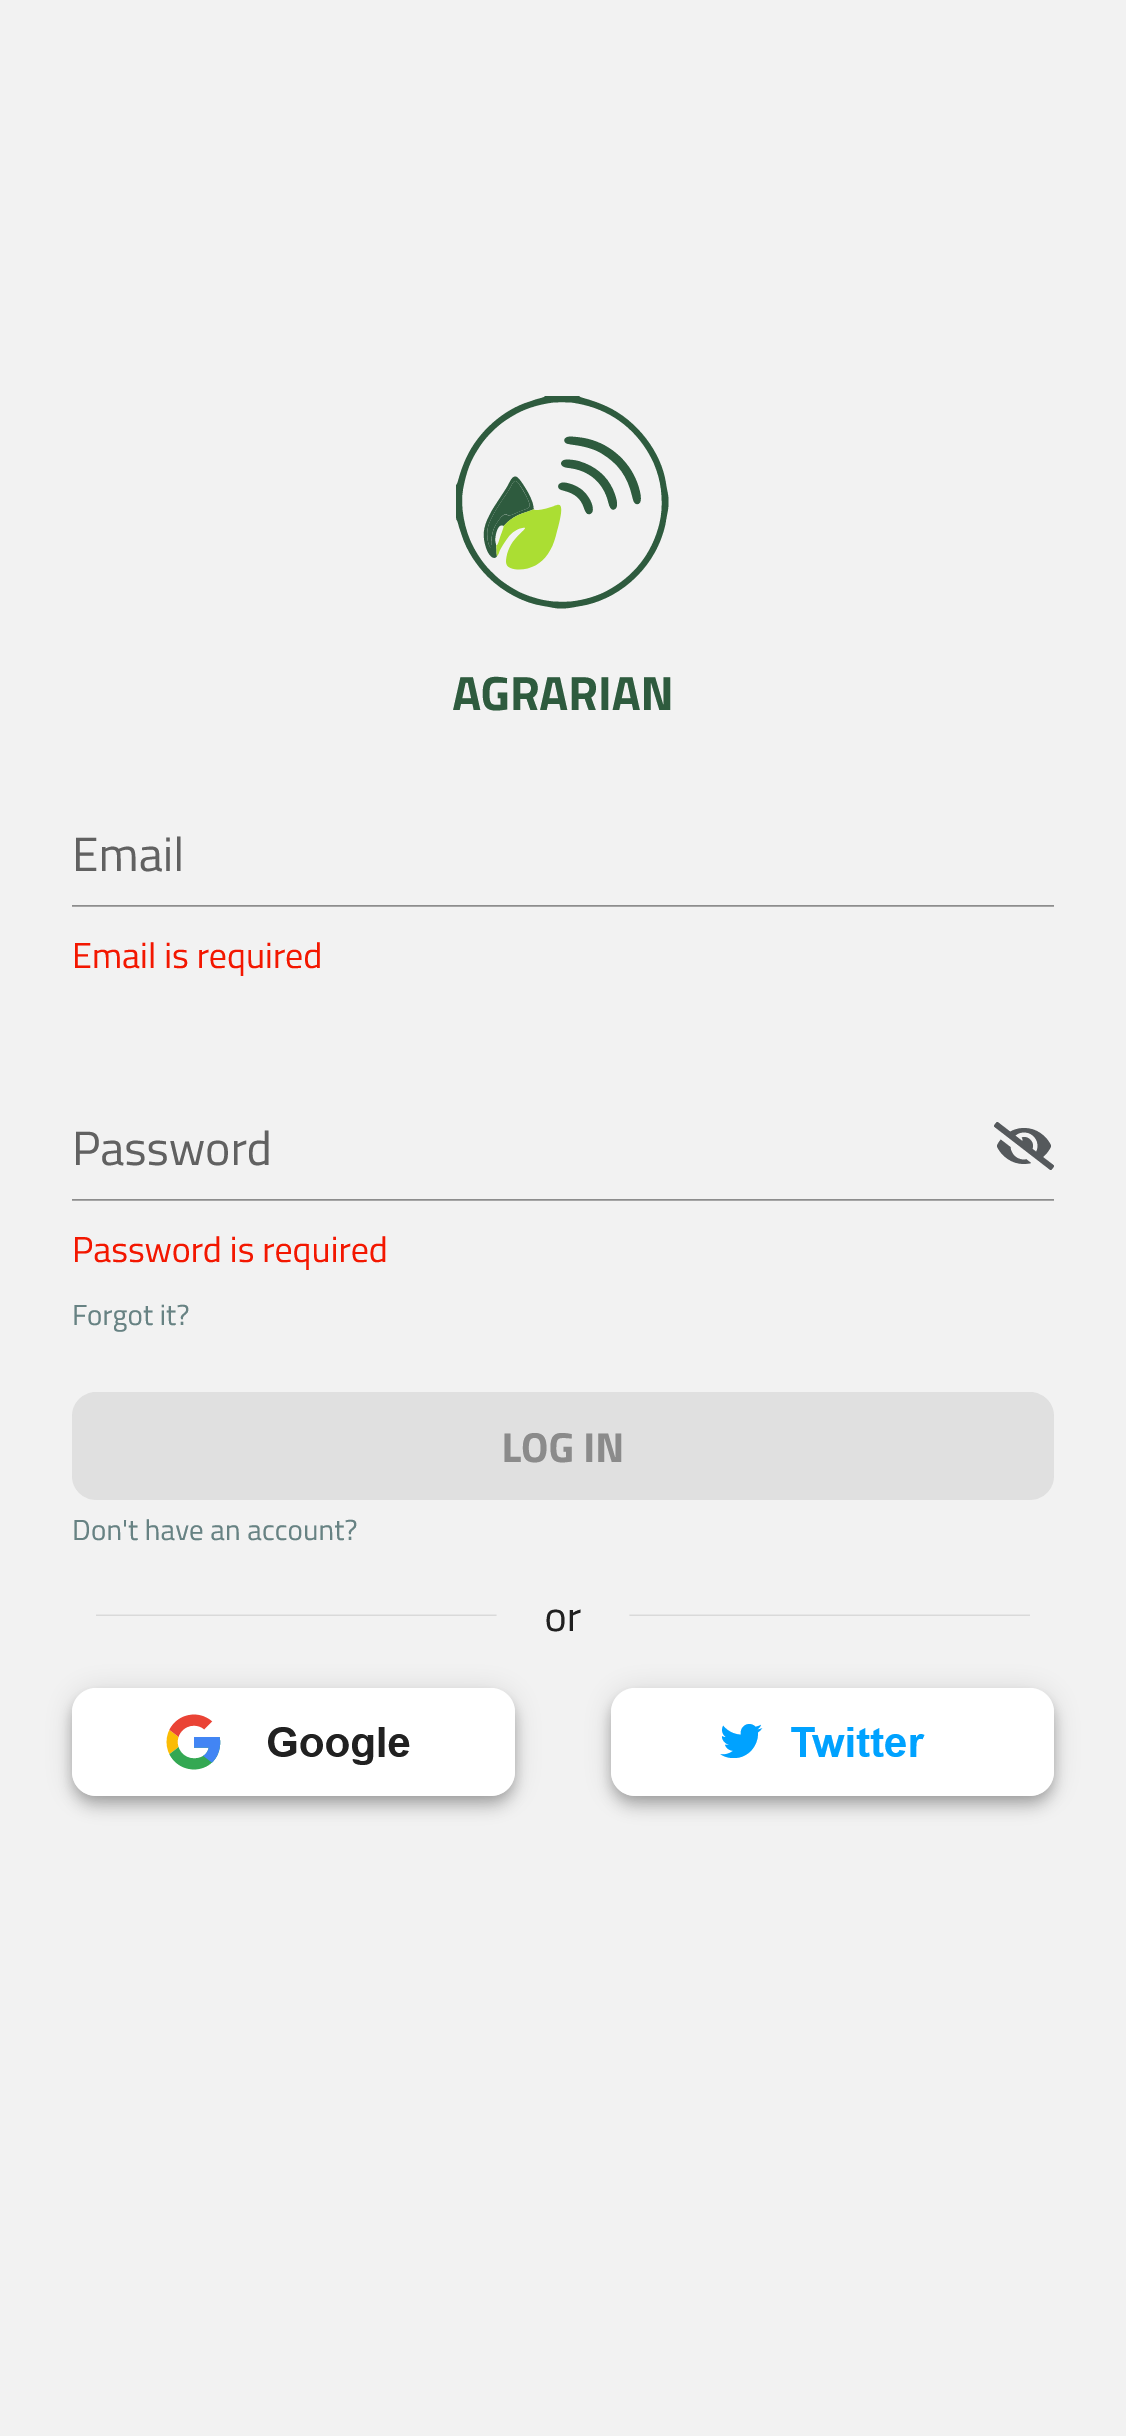 AGRARIAN
Email
Email is required
Password
Password is required
Forgot it?
LOG IN
Don't have an account?
or
Google
Twitter